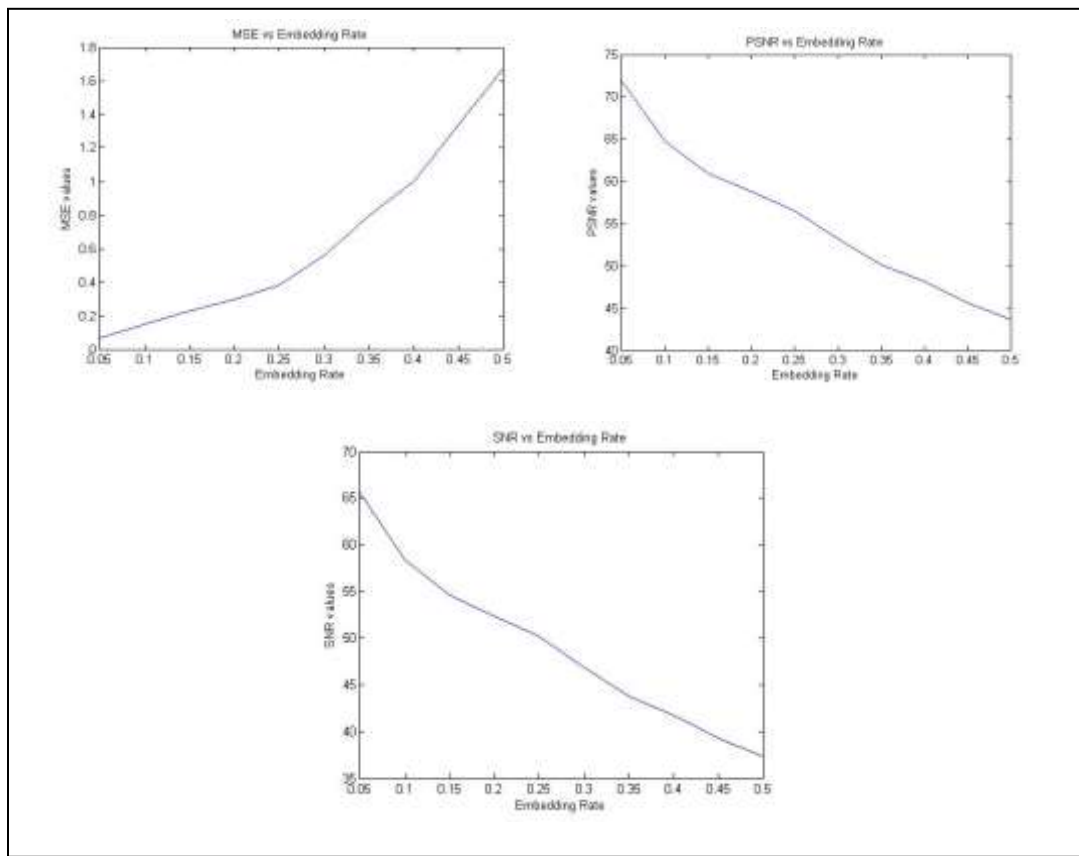 MSE vs Embedding Rate
1.8
1.6
1.4
1.2
1
0.8
0.6
0.4
0.2
0
MSE values
0.05 0.1 0.15 0.2 0.25 0.3 0.35 0.4 0.45 0.5
Embedding Rate
PSNR vs Embedding Rate
75
70
65
60
55
50
45
40
PSNR values
0.05 0.1 0.15 0.2 0.25 0.3 0.35 0.4 0.45 0.5
Embedding Rate
SNR vs Embedding Rate
70
65
60
55
50
45
40
35
SNR values
0.05 0.1 0.15 0.2 0.25 0.3 0.35 0.4 0.45 0.5
Embedding Rate